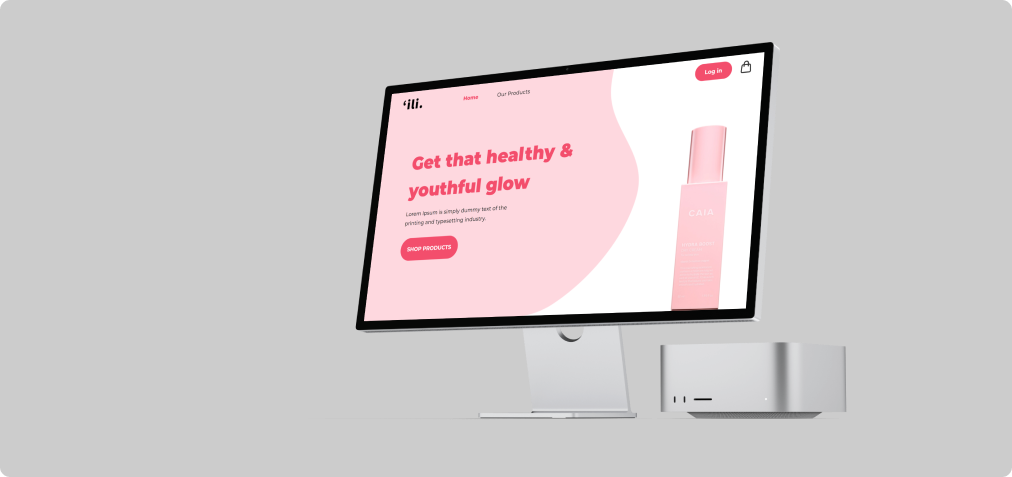 'ili.
Home
Our Products
Log in
Get that healthy &
youthful glow
Lorem Ipsum is simply dummy text of the
printing and typesetting industry.
SHOP PRODUCTS
CAIA